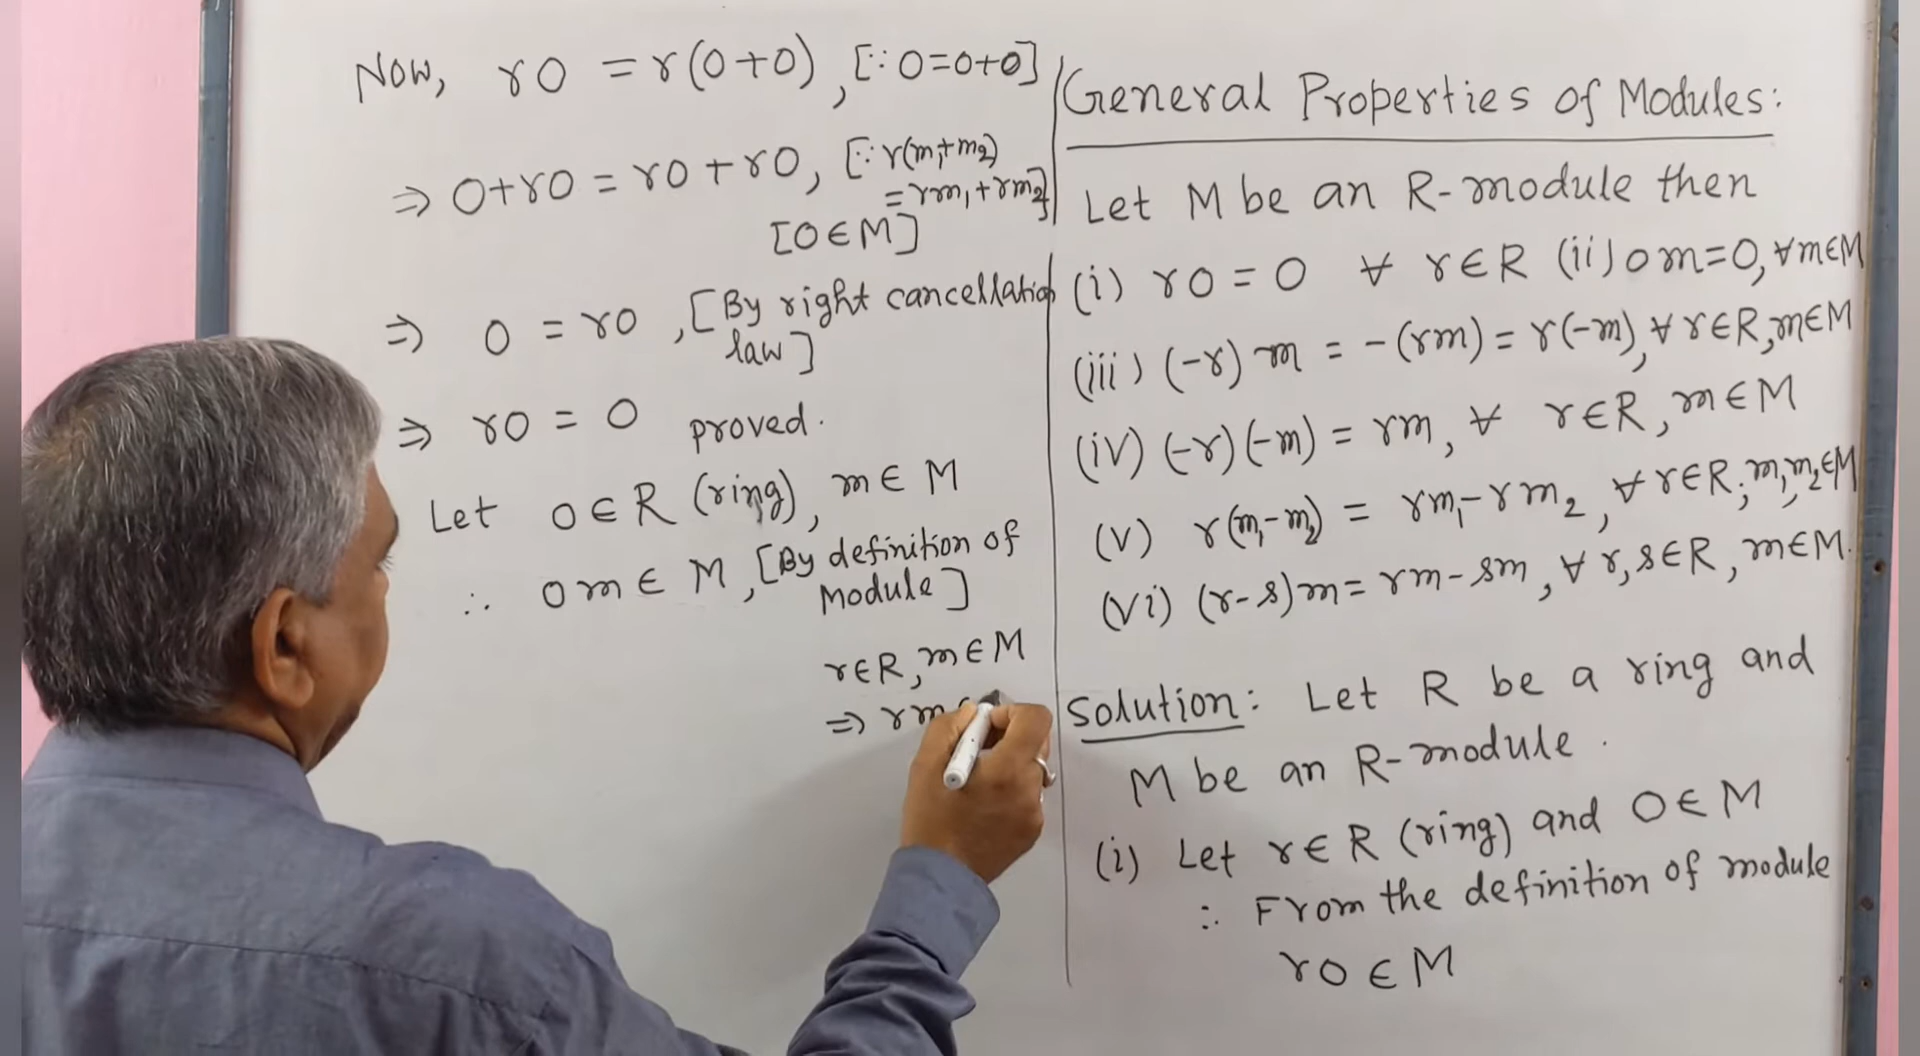 General Properties of Modules:
Let M be an R-module then
(i) r0 = 0 ∀ r∈R (ii) 0m=0, ∀m∈M
(iii) (-r)m = -(rm) = r(-m), ∀ r∈R, m∈M
(iv) (-r)(-m) = rm, ∀ r∈R, m∈M
(v) r(m₁-m₂) = rm₁-rm₂, ∀ r∈R, m₁,m₂∈M
(vi) (r-s)m = rm-sm, ∀ r,s∈R, m∈M.
Solution: Let R be a ring and
M be an R-module.
(i) Let r∈R (ring) and 0∈M
∴ From the definition of module
r0 ∈ M
Now, r0 = r(0+0), [∵ 0=0+0]
⇒ 0+r0 = r0+r0, [∵ r(m₁+m₂)
= rm₁+rm₂]
[0∈M]
⇒ 0 = r0, [By right cancellation
law]
⇒ r0 = 0 proved.
Let 0∈R (ring), m∈M
∴ 0m ∈ M, [By definition of
Module]
r∈R, m∈M
⇒ rm